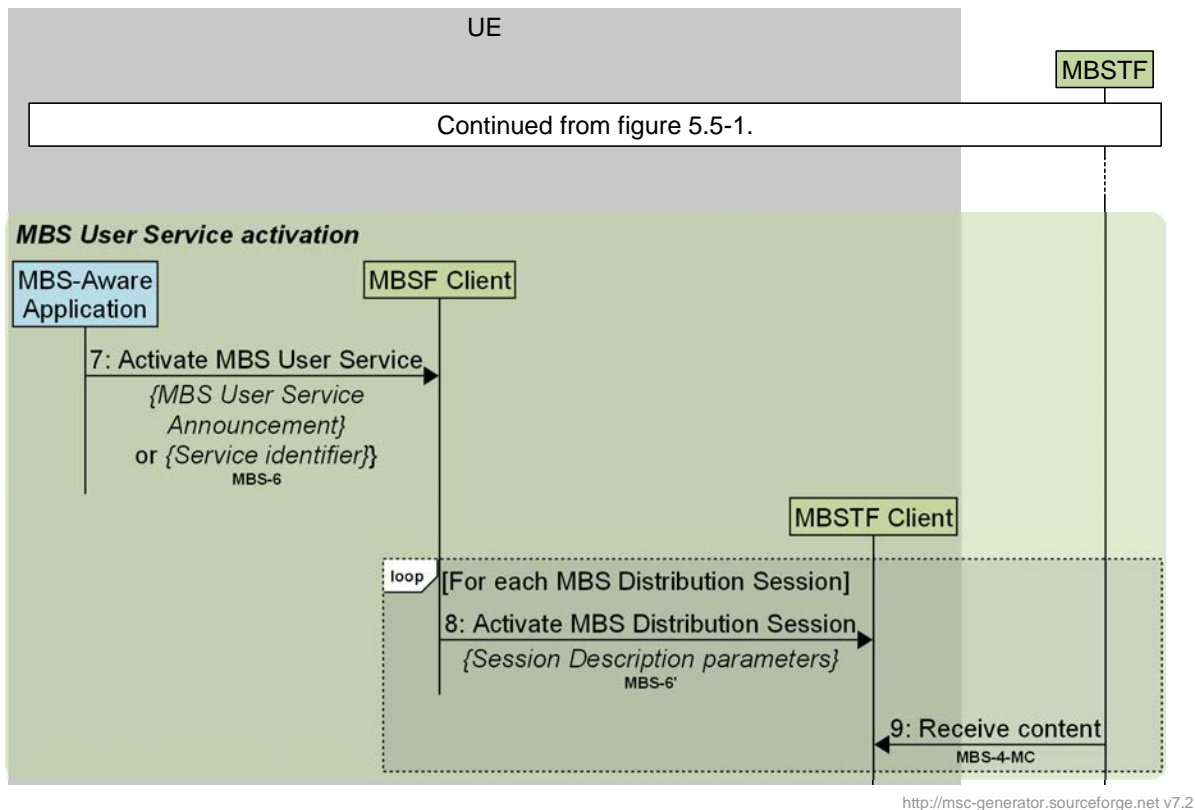 UE
MBSTF
Continued from figure 5.5-1.
MBS User Service activation
MBS-Aware
Application
MBSF Client
7: Activate MBS User Service
{MBS User Service
Announcement}
or {Service identifier}}
MBS-6
MBSTF Client
loop
[For each MBS Distribution Session]
8: Activate MBS Distribution Session
{Session Description parameters}
MBS-6'
9: Receive content
MBS-4-MC
http://msc-generator.sourceforge.net v7.2